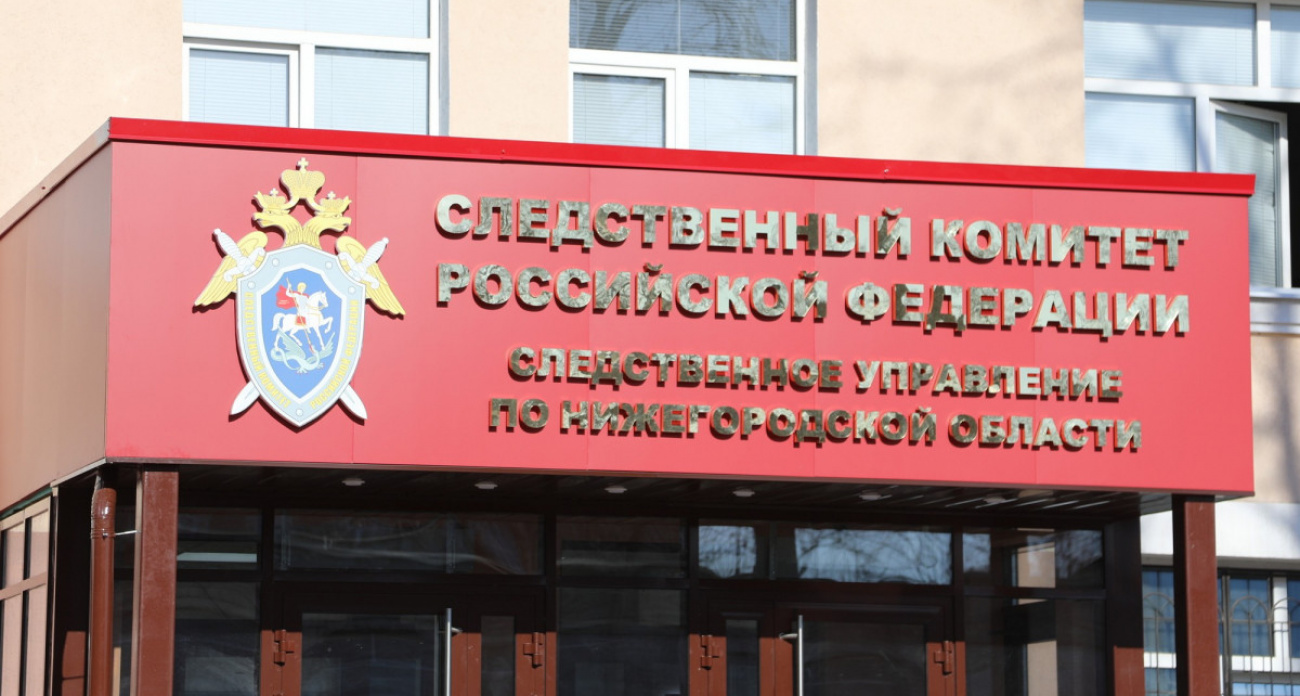 СЛЕДСТВЕННЫЙ КОМИТЕТ
РОССИЙСКОЙ ФЕДЕРАЦИИ
СЛЕДСТВЕННОЕ УПРАВЛЕНИЕ
ПО НИЖЕГОРОДСКОЙ ОБЛАСТИ